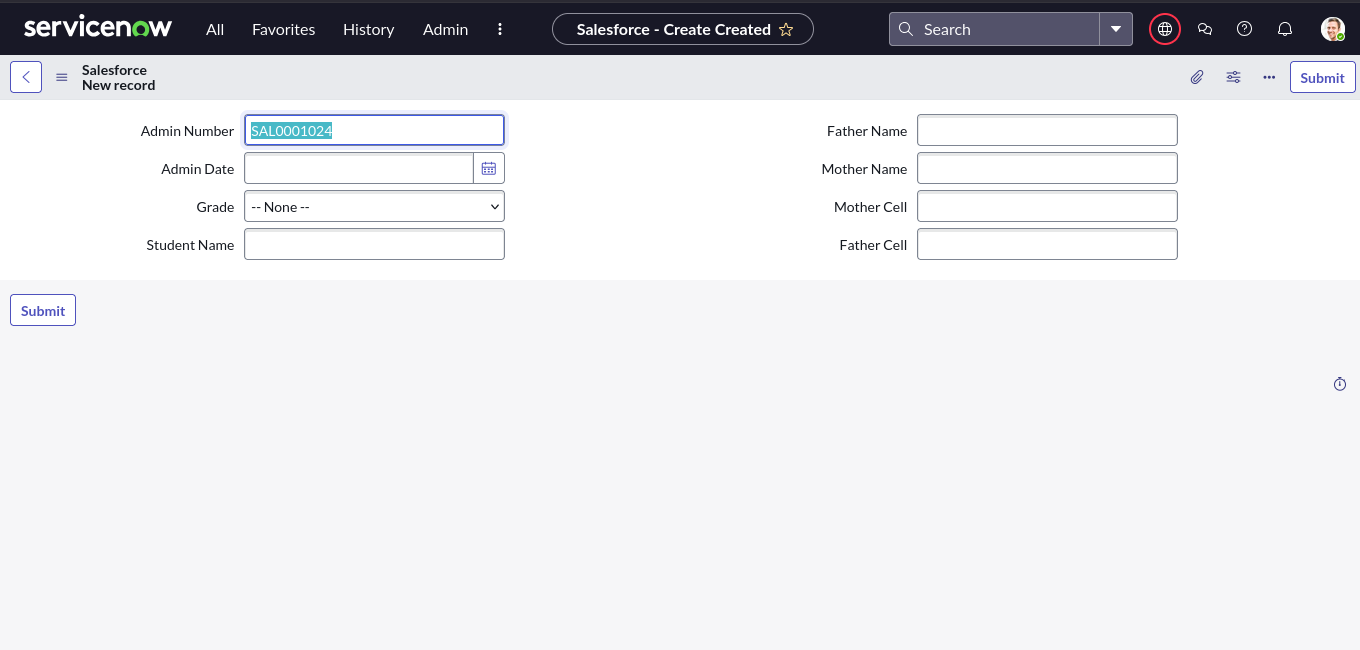 servicenow All Favorites History Admin Salesforce - Create Created Search
Salesforce
New record
Submit
Admin Number SAL0001024 Father Name
Admin Date Mother Name
Grade -- None -- Mother Cell
Student Name Father Cell
Submit